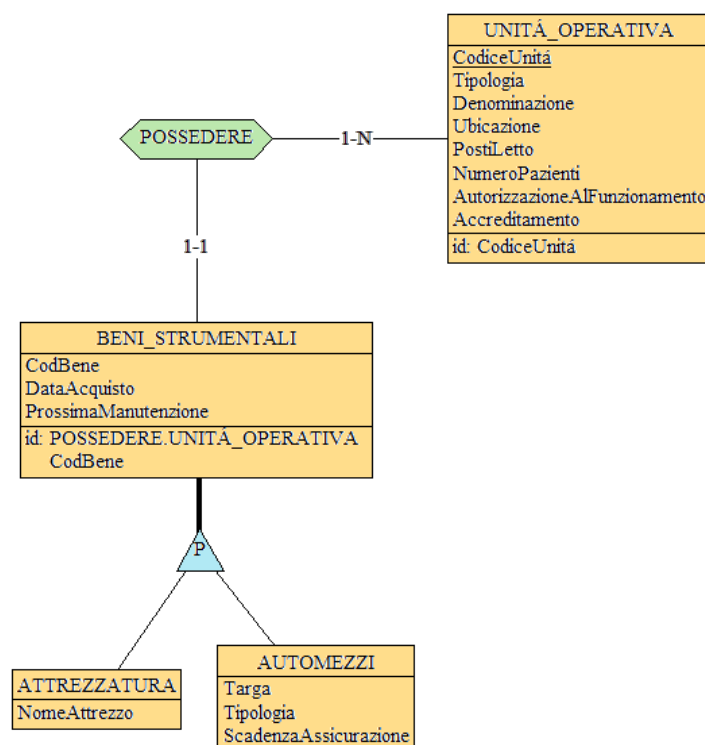 UNITÁ_OPERATIVA
CodiceUnitá
Tipologia
Denominazione
Ubicazione
PostiLetto
NumeroPazienti
AutorizzazioneAlFunzionamento
Accreditamento
id: CodiceUnitá
POSSEDERE
1-N
1-1
BENI_STRUMENTALI
CodBene
DataAcquisto
ProssimaManutenzione
id: POSSEDERE.UNITÁ_OPERATIVA
CodBene
P
ATTREZZATURA
NomeAttrezzo
AUTOMEZZI
Targa
Tipologia
ScadenzaAssicurazione